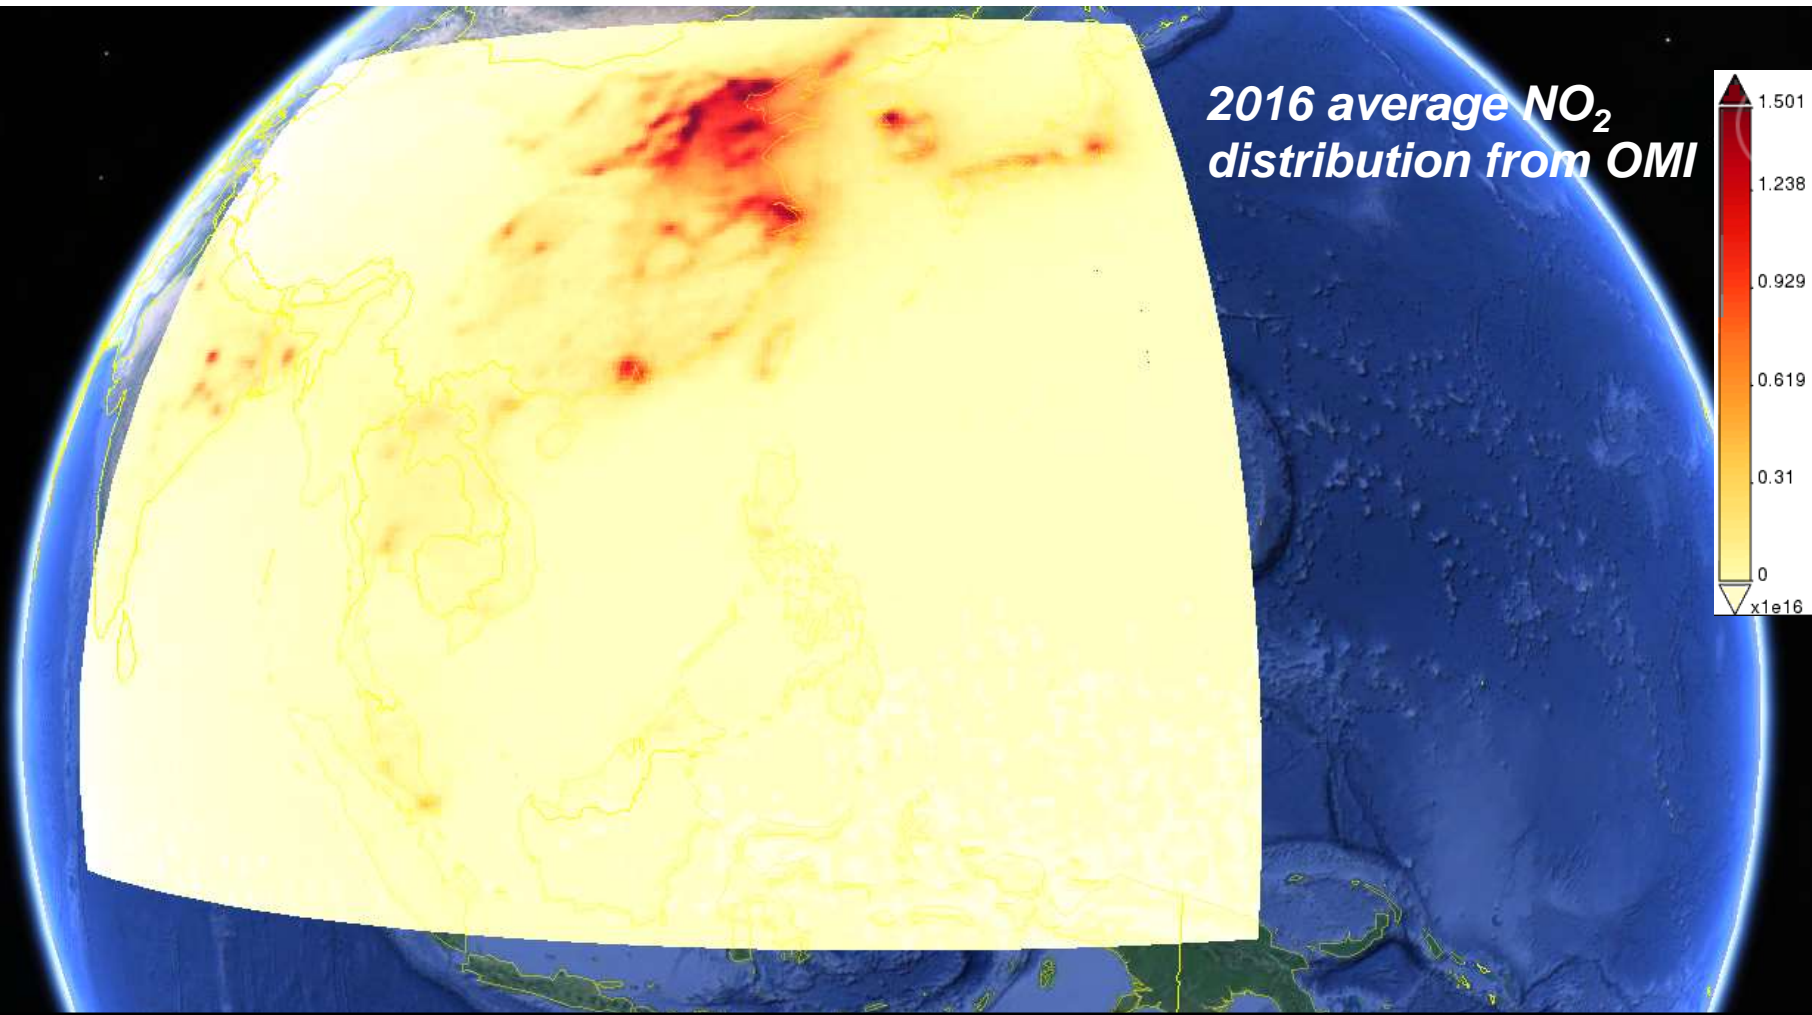 2016 average NO₂
distribution from OMI
1.501
1.238
0.929
0.619
0.31
0
x1e16